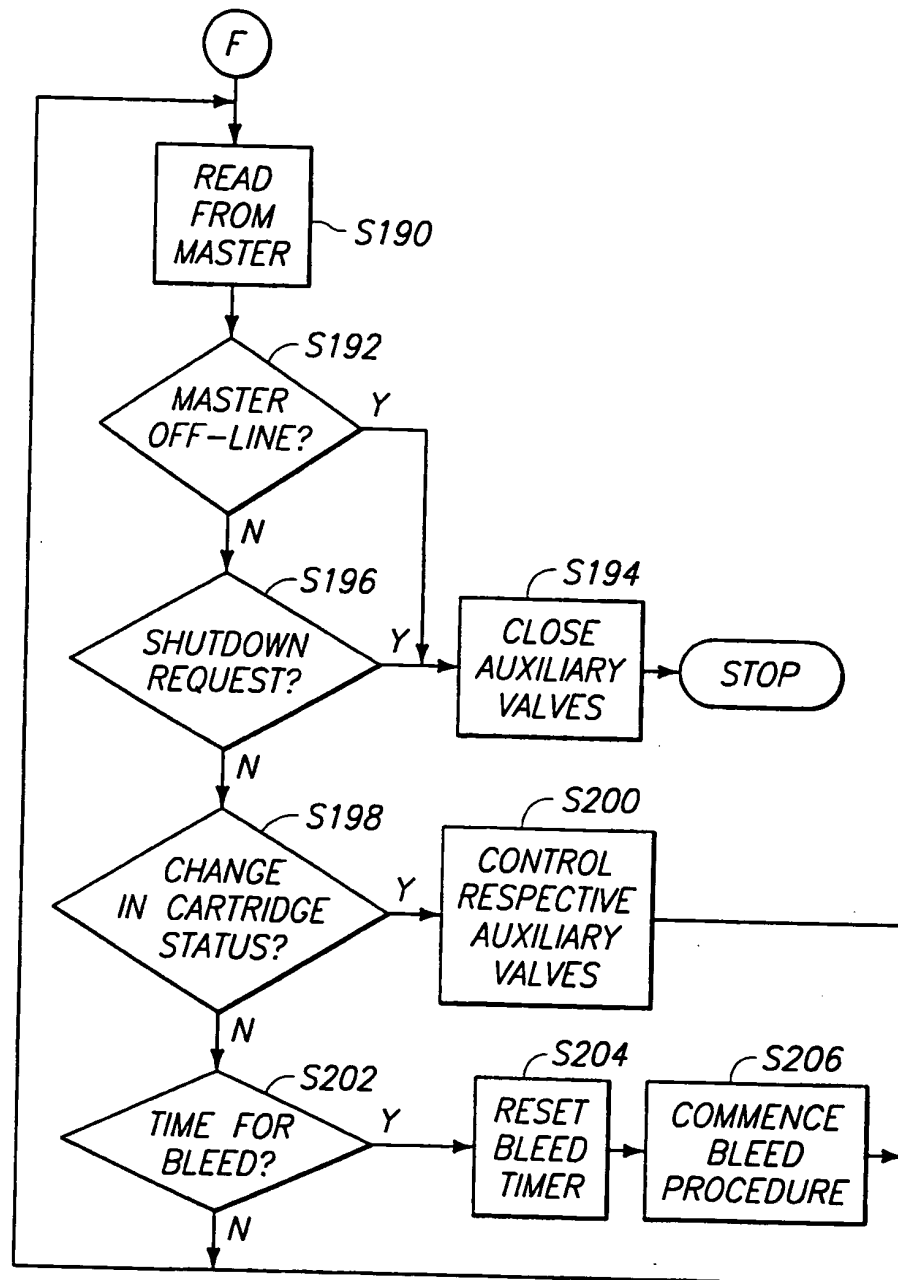 F
READ
FROM
MASTER
S190
S192
MASTER
OFF-LINE?
Y
N
S196
SHUTDOWN
REQUEST?
Y
S194
CLOSE
AUXILIARY
VALVES
STOP
N
S198
CHANGE
IN CARTRIDGE
STATUS?
Y
S200
CONTROL
RESPECTIVE
AUXILIARY
VALVES
N
S202
TIME FOR
BLEED?
Y
S204
RESET
BLEED
TIMER
S206
COMMENCE
BLEED
PROCEDURE
N